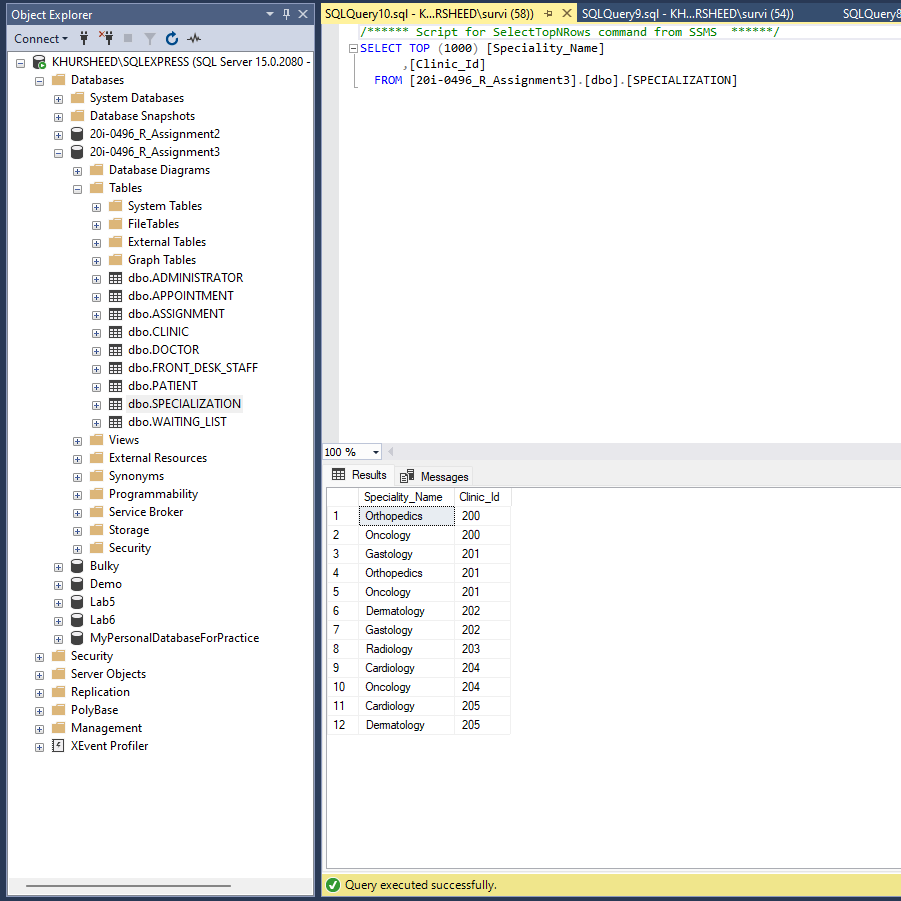 Object Explorer
Connect
KHURSHEED\SQLEXPRESS (SQL Server 15.0.2080 -
Databases
System Databases
Database Snapshots
20i-0496_R_Assignment2
20i-0496_R_Assignment3
Database Diagrams
Tables
System Tables
FileTables
External Tables
Graph Tables
dbo.ADMINISTRATOR
dbo.APPOINTMENT
dbo.ASSIGNMENT
dbo.CLINIC
dbo.DOCTOR
dbo.FRONT_DESK_STAFF
dbo.PATIENT
dbo.SPECIALIZATION
dbo.WAITING_LIST
Views
External Resources
Synonyms
Programmability
Service Broker
Storage
Security
Bulky
Demo
Lab5
Lab6
MyPersonalDatabaseForPractice
Security
Server Objects
Replication
PolyBase
Management
XEvent Profiler
SQLQuery10.sql - K...RSHEED\survi (58)) SQLQuery9.sql - KH...RSHEED\survi (54)) SQLQuery8
/****** Script for SelectTopNRows command from SSMS ******/
SELECT TOP (1000) [Speciality_Name]
,[Clinic_Id]
FROM [20i-0496_R_Assignment3].[dbo].[SPECIALIZATION]
100 %
Results Messages
Speciality_Name Clinic_Id
1 Orthopedics 200
2 Oncology 200
3 Gastology 201
4 Orthopedics 201
5 Oncology 201
6 Dermatology 202
7 Gastology 202
8 Radiology 203
9 Cardiology 204
10 Oncology 204
11 Cardiology 205
12 Dermatology 205
Query executed successfully.